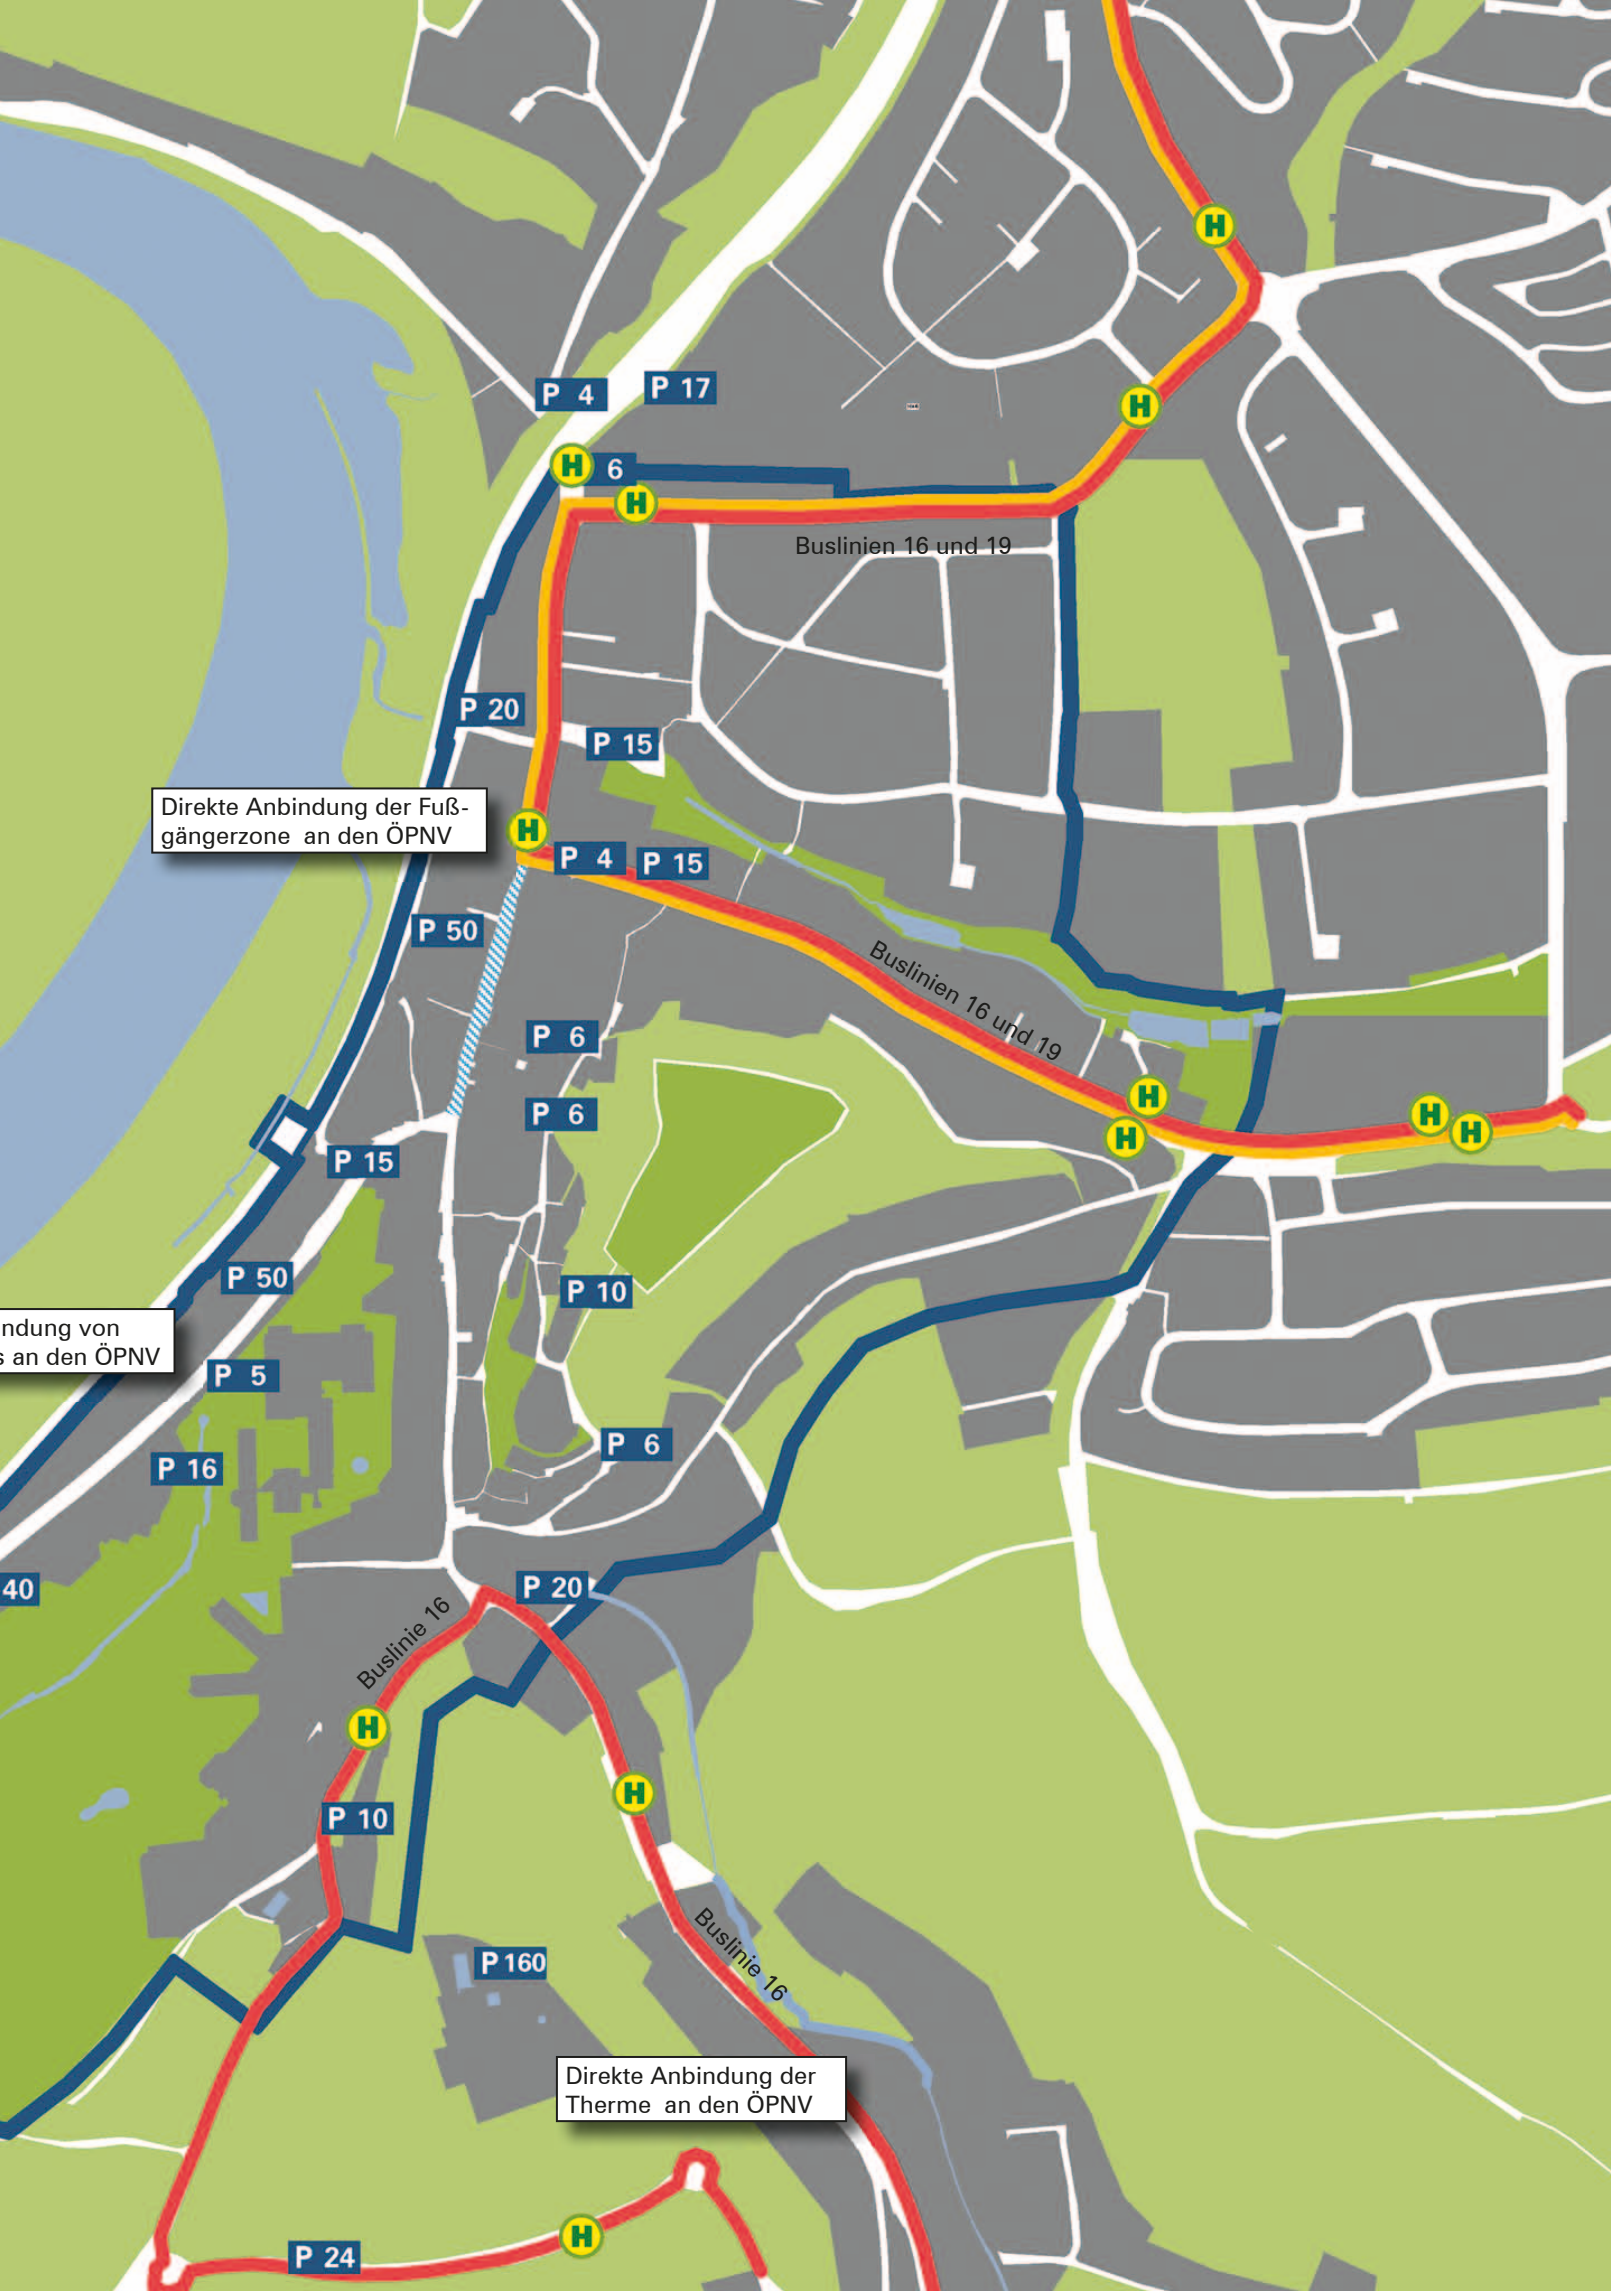 H
H
P 4
P 17
H
6
H
Buslinien 16 und 19
P 20
P 15
Direkte Anbindung der Fuß-
gängerzone an den ÖPNV
H
P 4
P 15
P 50
Buslinien 16 und 19
P 6
H
H
H
H
P 6
P 15
P 50
P 10
ndung von
s an den ÖPNV
P 5
P 6
P 16
40
P 20
Buslinie 16
H
H
P 10
Buslinie 16
P 160
Direkte Anbindung der
Therme an den ÖPNV
H
P 24